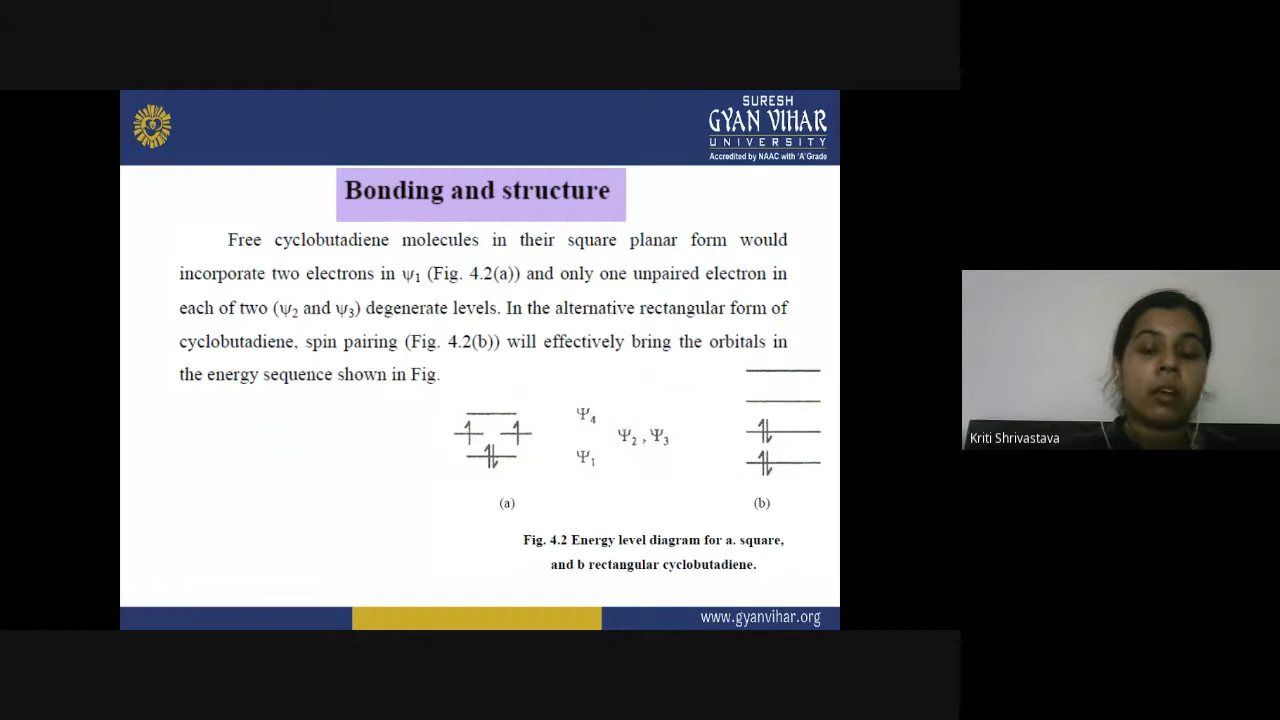 SURESH
GYAN VIHAR
UNIVERSITY
Accredited by NAAC with 'A' Grade
Bonding and structure
Free cyclobutadiene molecules in their square planar form would
incorporate two electrons in ψ₁ (Fig. 4.2(a)) and only one unpaired electron in
each of two (ψ₂ and ψ₃) degenerate levels. In the alternative rectangular form of
cyclobutadiene, spin pairing (Fig. 4.2(b)) will effectively bring the orbitals in
the energy sequence shown in Fig.
Ψ₄
Ψ₂ , Ψ₃
Ψ₁
(a)
(b)
Fig. 4.2 Energy level diagram for a. square,
and b rectangular cyclobutadiene.
www.gyanvihar.org
Kriti Shrivastava